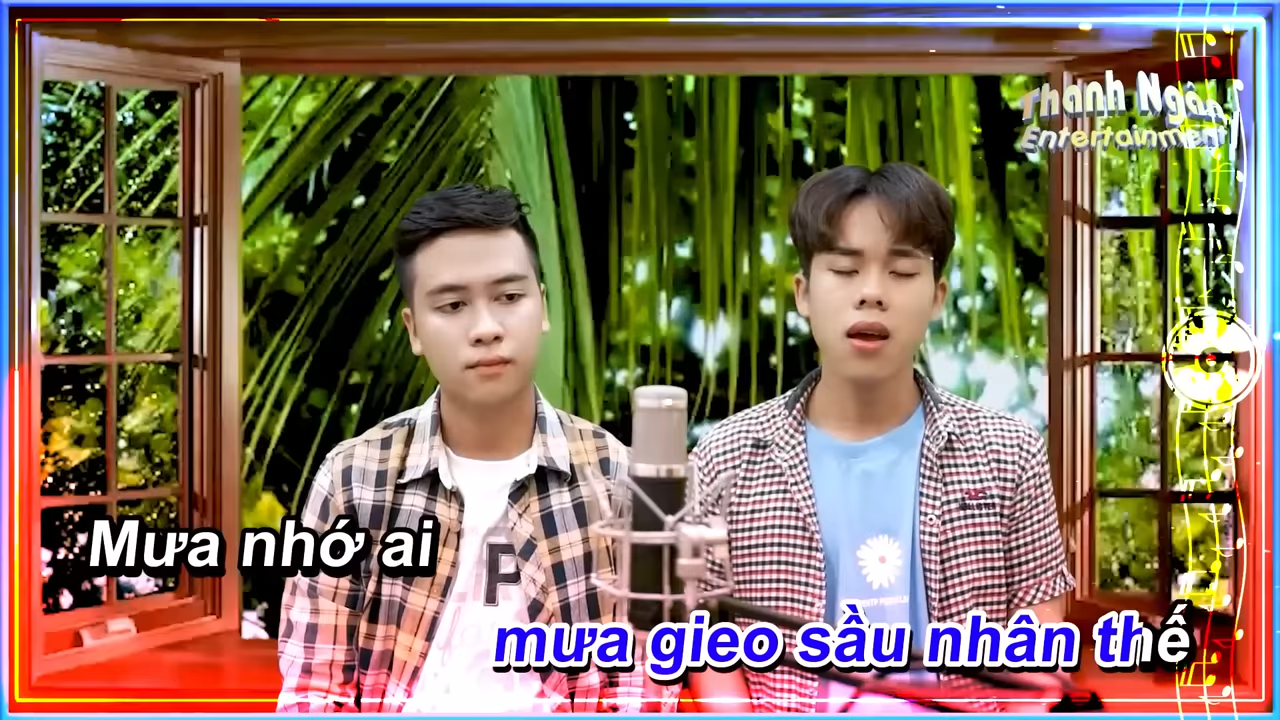 Thanh Ngân
Entertainment
Mưa nhớ ai
mưa gieo sầu nhân thế
P